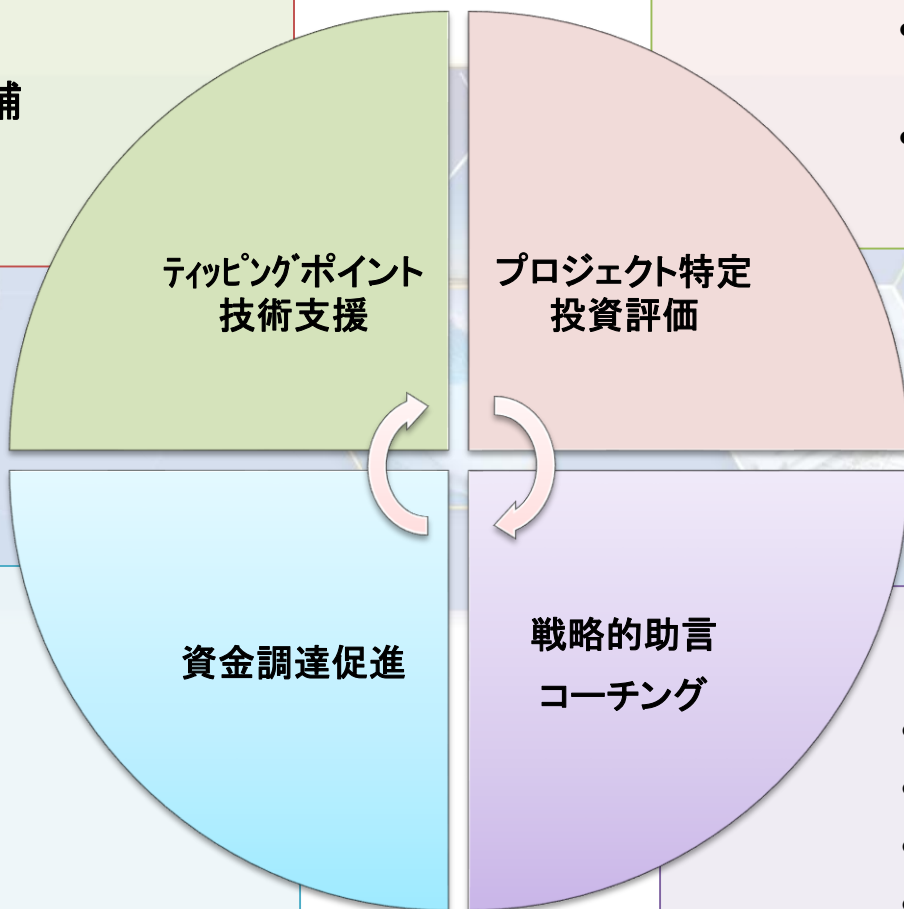 補
ﾃｨｯﾋﾟﾝｸﾞポイント
技術支援
プロジェクト特定
投資評価
資金調達促進
戦略的助言
コーチング